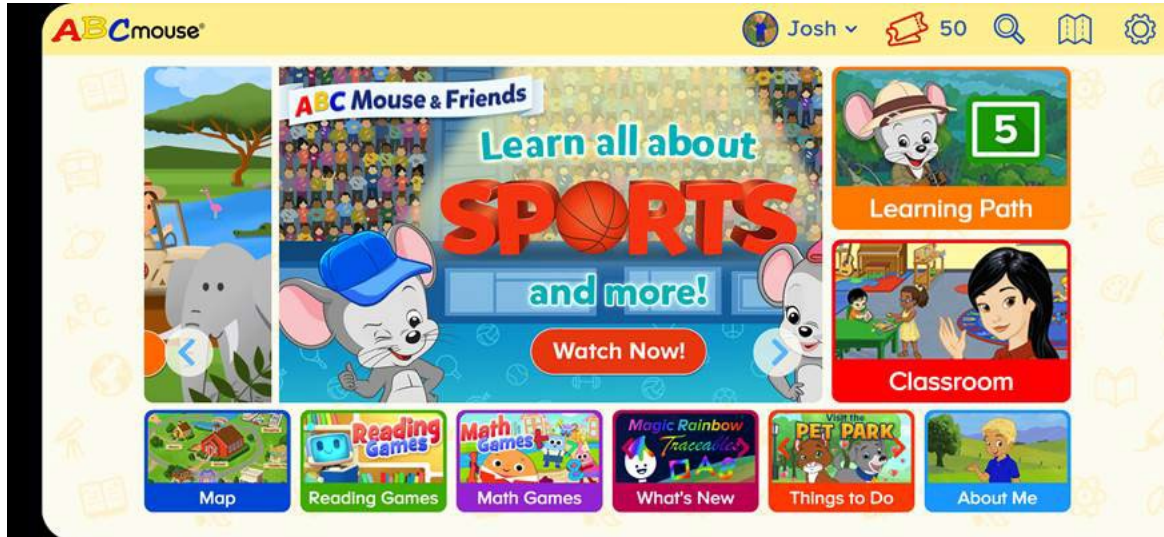 ABCmouse®
Josh
50
ABC Mouse & Friends
Learn all about
SPORTS
and more!
Watch Now!
5
Learning Path
Classroom
Map
Reading Games
Reading Games
Math Games
Math Games
Magic Rainbow
Traceables
What's New
Visit the
PET PARK
Things to Do
About Me